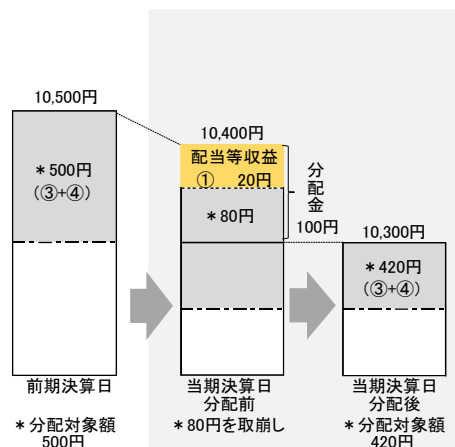 10,500円
＊500円
（③+④）
前期決算日
＊分配対象額
500円
10,400円
配当等収益
① 20円
＊80円
分配金
100円
当期決算日
分配前
＊80円を取崩し
10,300円
＊420円
（③+④）
当期決算日
分配後
＊分配対象額
420円